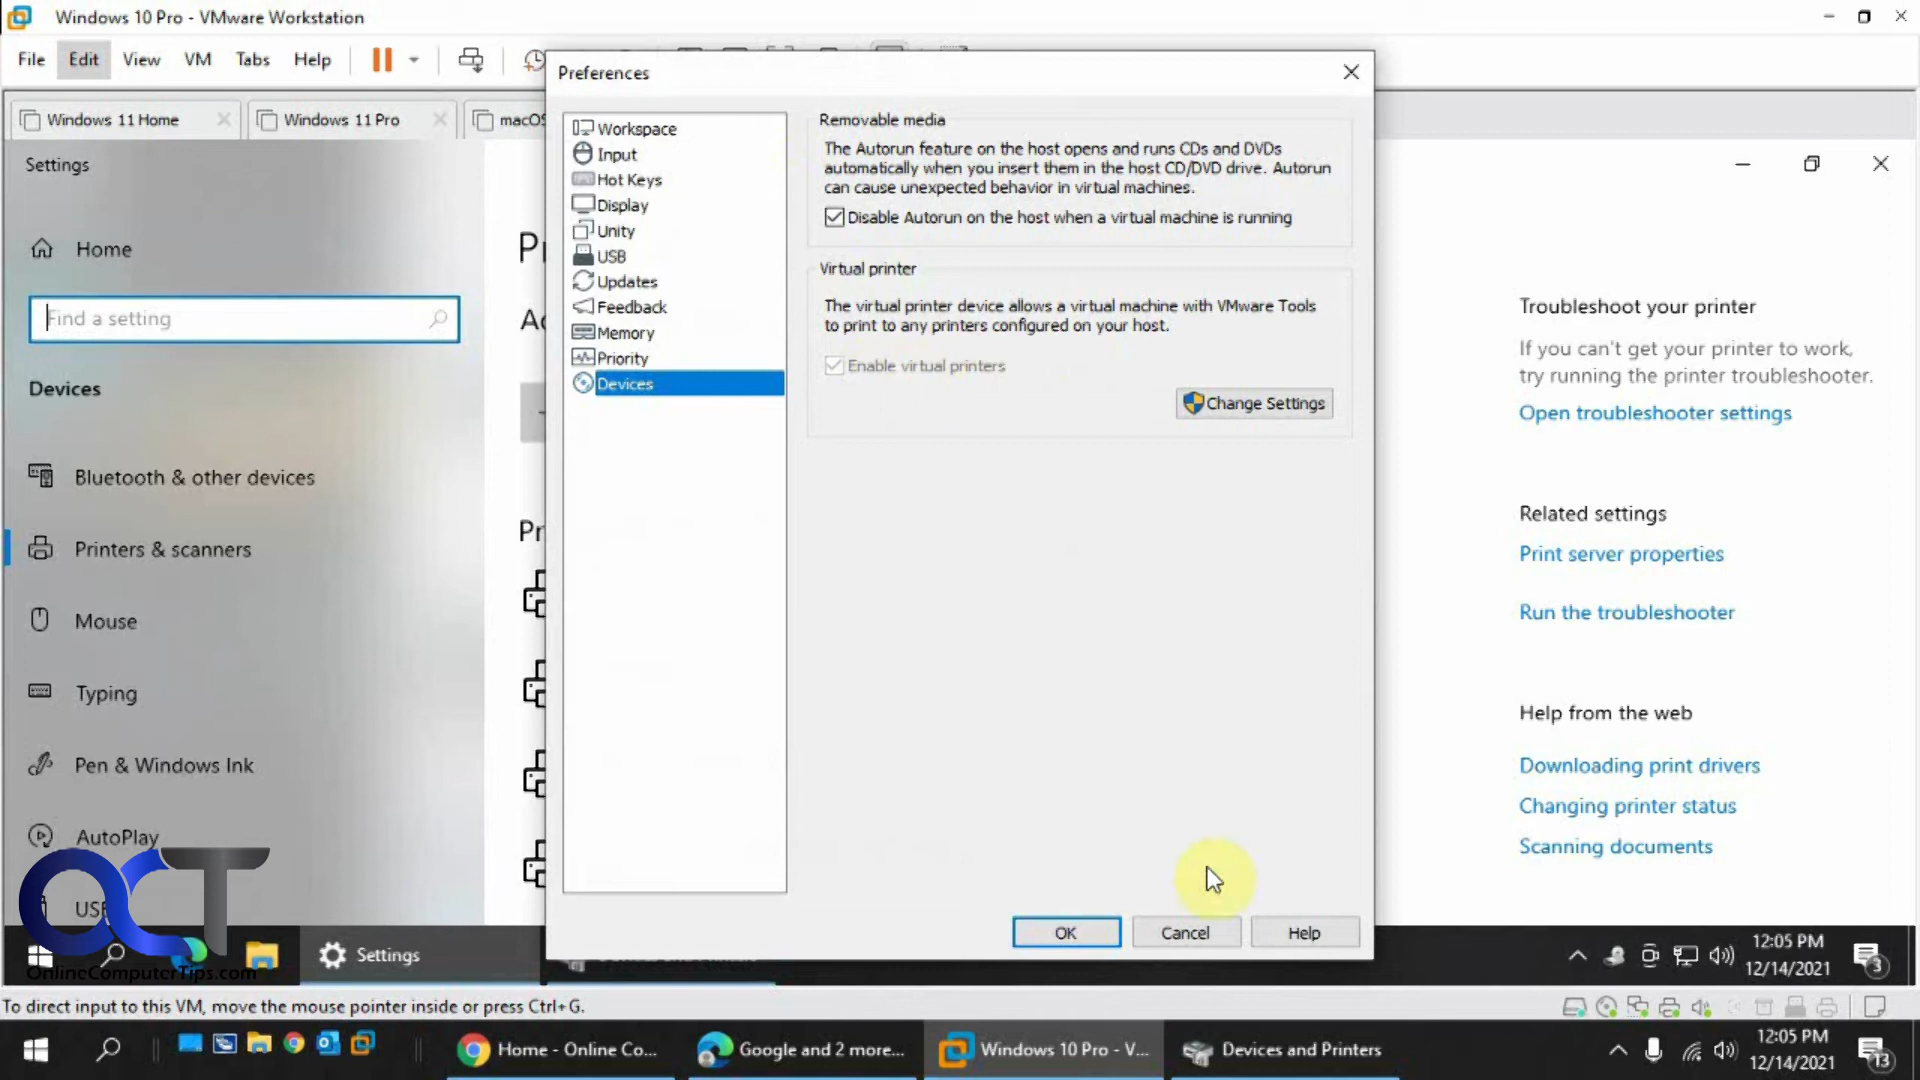 Windows 10 Pro - VMware Workstation
File Edit View VM Tabs Help
Windows 11 Home
Windows 11 Pro
Settings
Home
Find a setting
Devices
Bluetooth & other devices
Printers & scanners
Mouse
Typing
Pen & Windows Ink
AutoPlay
Preferences
Workspace
Input
Hot Keys
Display
Unity
USB
Updates
Feedback
Memory
Priority
Devices
Removable media
The Autorun feature on the host opens and runs CDs and DVDs
automatically when you insert them in the host CD/DVD drive. Autorun
can cause unexpected behavior in virtual machines.
Disable Autorun on the host when a virtual machine is running
Virtual printer
The virtual printer device allows a virtual machine with VMware Tools
to print to any printers configured on your host.
Enable virtual printers
Change Settings
OK Cancel Help
Troubleshoot your printer
If you can't get your printer to work,
try running the printer troubleshooter.
Open troubleshooter settings
Related settings
Print server properties
Run the troubleshooter
Help from the web
Downloading print drivers
Changing printer status
Scanning documents
OCT
OnlineComputerTips.com
Settings
12:05 PM
12/14/2021
3
To direct input to this VM, move the mouse pointer inside or press Ctrl+G.
Home - Online Co...
Google and 2 more...
Windows 10 Pro - V...
Devices and Printers
12:05 PM
12/14/2021
13